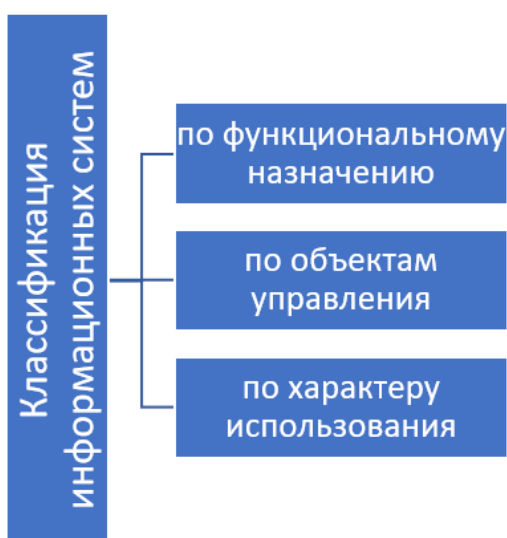 Классификация
информационных систем
по функциональному
назначению
по объектам
управления
по характеру
использования